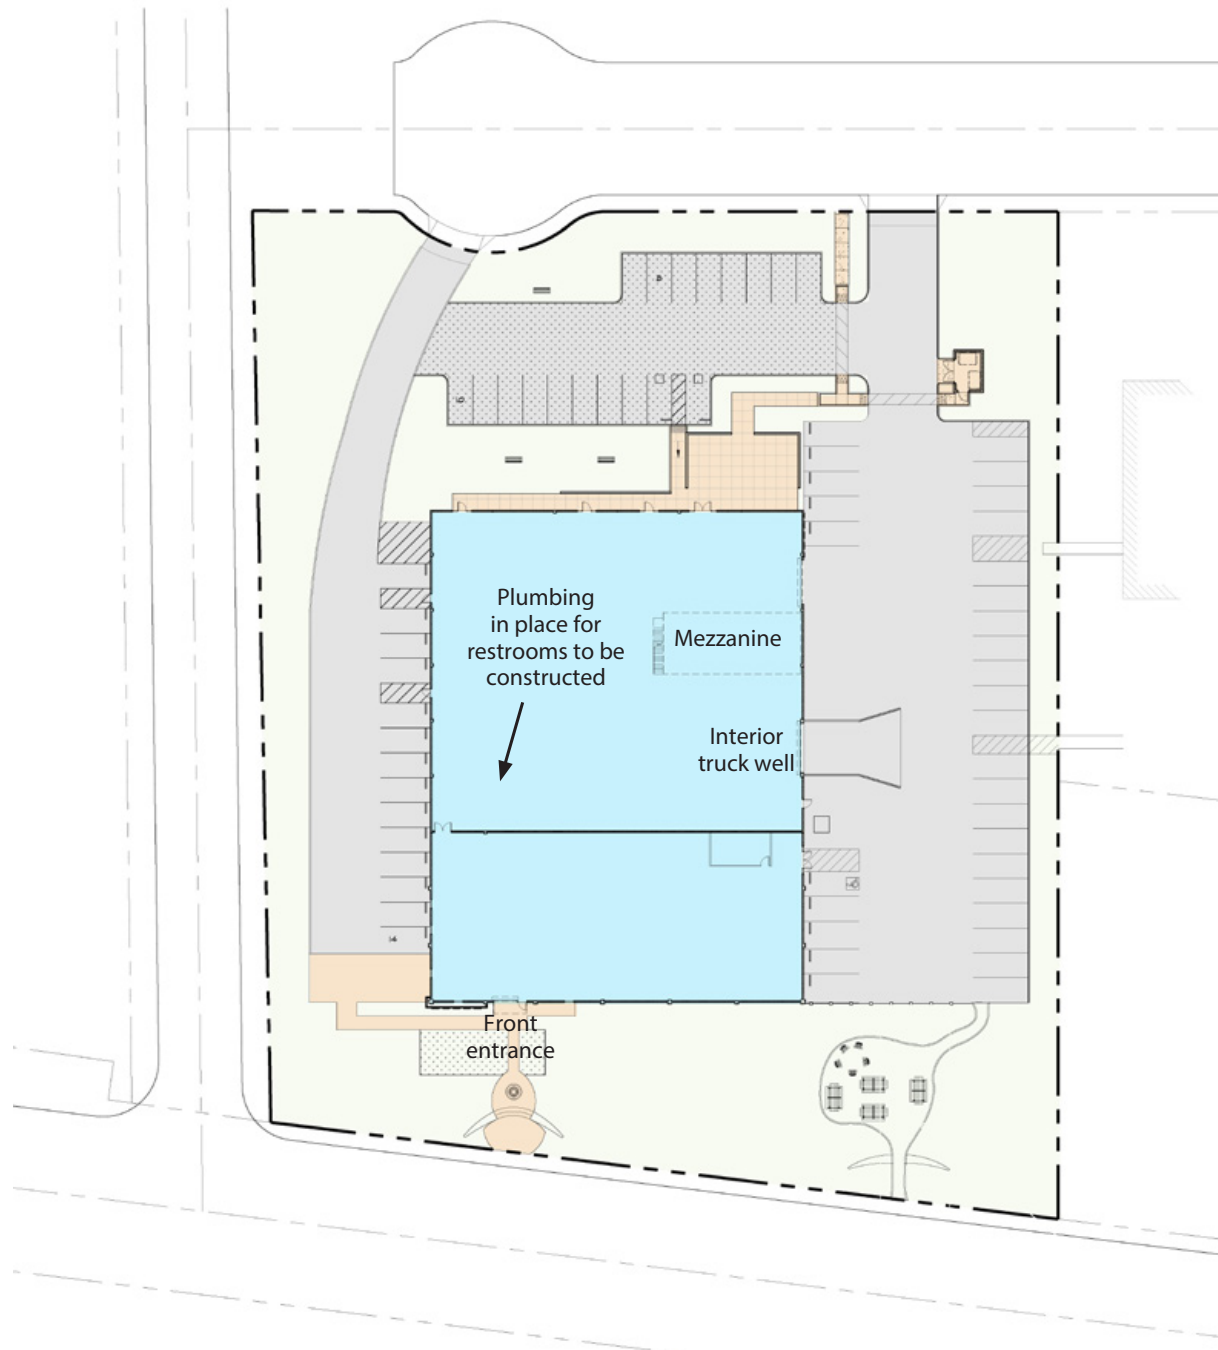 Plumbing
in place for
restrooms to be
constructed
Mezzanine
Interior
truck well
Front
entrance